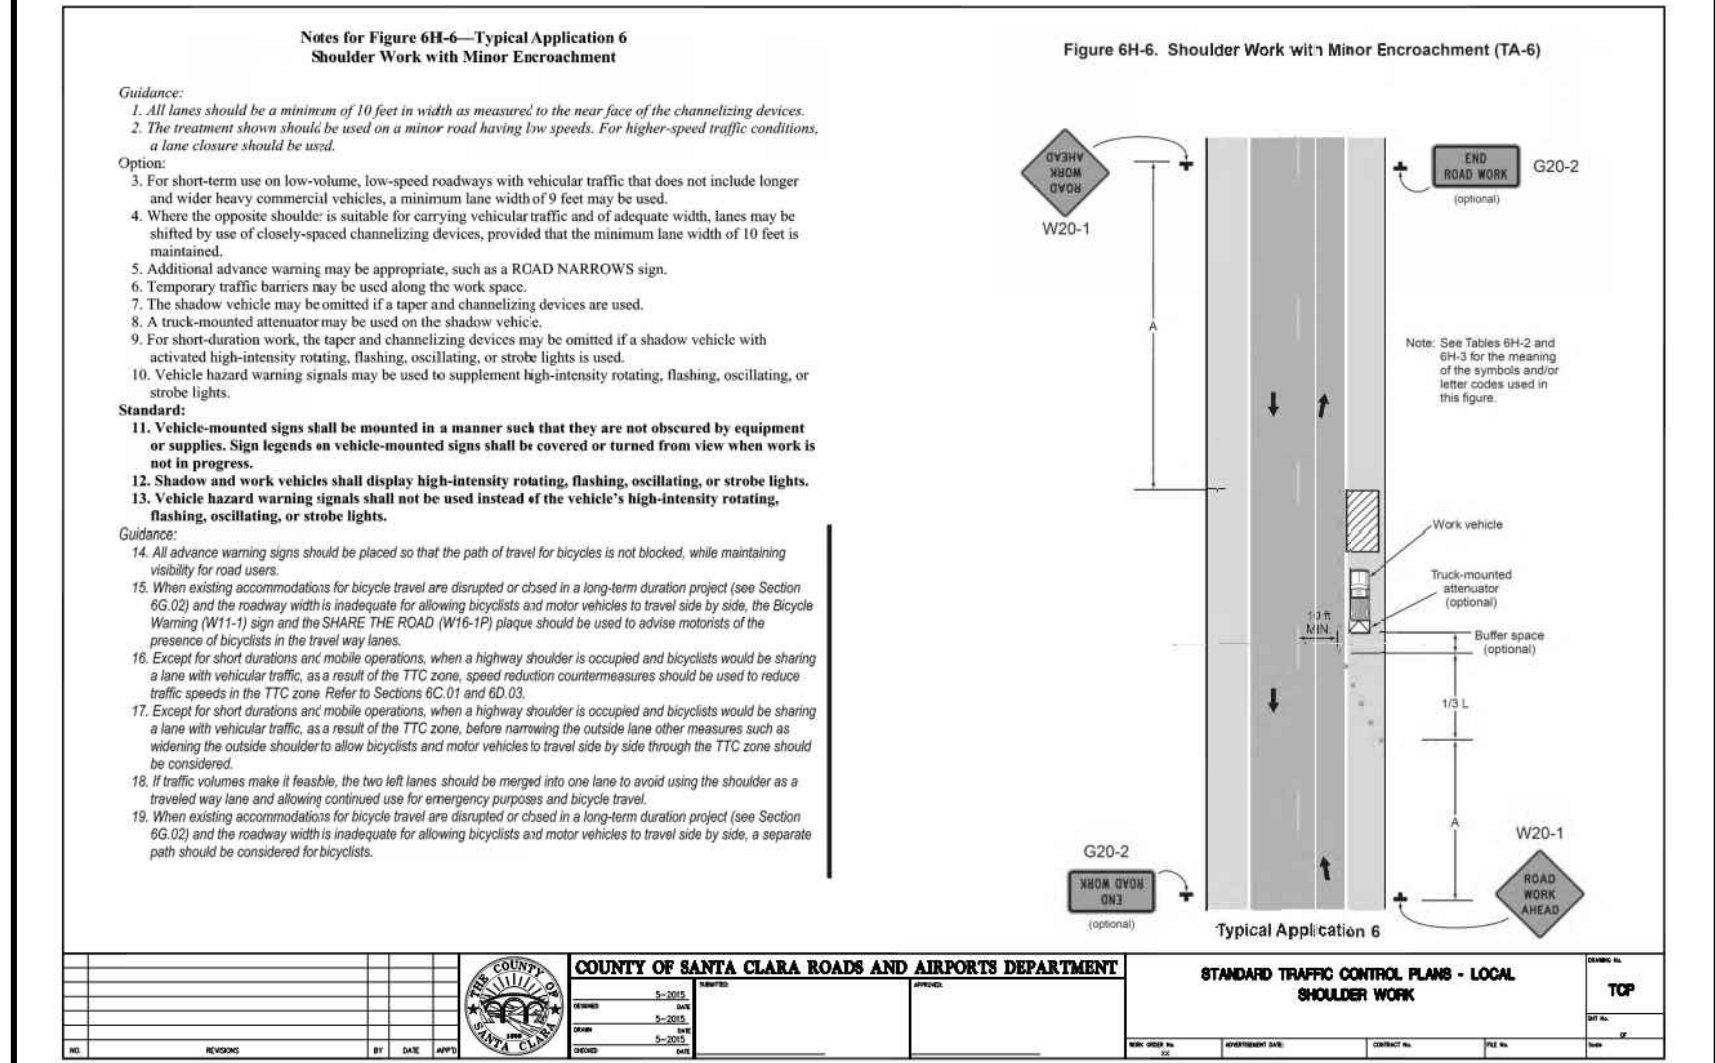 Notes for Figure 6H-6—Typical Application 6
Shoulder Work with Minor Encroachment
Guidance:
1. All lanes should be a minimum of 10 feet in width as measured to the near face of the channelizing devices.
2. The treatment shown should be used on a minor road having low speeds. For higher-speed traffic conditions,
a lane closure should be used.
Option:
3. For short-term use on low-volume, low-speed roadways with vehicular traffic that does not include longer
and wider heavy commercial vehicles, a minimum lane width of 9 feet may be used.
4. Where the opposite shoulder is suitable for carrying vehicular traffic and of adequate width, lanes may be
shifted by use of closely-spaced channelizing devices, provided that the minimum lane width of 10 feet is
maintained.
5. Additional advance warning may be appropriate, such as a ROAD NARROWS sign.
6. Temporary traffic barriers may be used along the work space.
7. The shadow vehicle may be omitted if a taper and channelizing devices are used.
8. A truck-mounted attenuator may be used on the shadow vehicle.
9. For short-duration work, the taper and channelizing devices may be omitted if a shadow vehicle with
activated high-intensity rotating, flashing, oscillating, or strobe lights is used.
10. Vehicle hazard warning signals may be used to supplement high-intensity rotating, flashing, oscillating, or
strobe lights.
Standard:
11. Vehicle-mounted signs shall be mounted in a manner such that they are not obscured by equipment
or supplies. Sign legends on vehicle-mounted signs shall be covered or turned from view when work is
not in progress.
12. Shadow and work vehicles shall display high-intensity rotating, flashing, oscillating, or strobe lights.
13. Vehicle hazard warning signals shall not be used instead of the vehicle's high-intensity rotating,
flashing, oscillating, or strobe lights.
Guidance:
14. All advance warning signs should be placed so that the path of travel for bicycles is not blocked, while maintaining
visibility for road users.
15. When existing accommodations for bicycle travel are disrupted or closed in a long-term duration project (see Section
6G.02) and the roadway width is inadequate for allowing bicyclists and motor vehicles to travel side by side, the Bicycle
Warning (W11-1) sign and the SHARE THE ROAD (W16-1P) plaque should be used to advise motorists of the
presence of bicyclists in the travel way lanes.
16. Except for short durations and mobile operations, when a highway shoulder is occupied and bicyclists would be sharing
a lane with vehicular traffic, as a result of the TTC zone, speed reduction countermeasures should be used to reduce
traffic speeds in the TTC zone Refer to Sections 6C.01 and 6D.03.
17. Except for short durations and mobile operations, when a highway shoulder is occupied and bicyclists would be sharing
a lane with vehicular traffic, as a result of the TTC zone, before narrowing the outside lane other measures such as
widening the outside shoulder to allow bicyclists and motor vehicles to travel side by side through the TTC zone should
be considered.
18. If traffic volumes make it feasible, the two left lanes should be merged into one lane to avoid using the shoulder as a
traveled way lane and allowing continued use for emergency purposes and bicycle travel.
19. When existing accommodations for bicycle travel are disrupted or closed in a long-term duration project (see Section
6G.02) and the roadway width is inadequate for allowing bicyclists and motor vehicles to travel side by side, a separate
path should be considered for bicyclists.
Figure 6H-6. Shoulder Work with Minor Encroachment (TA-6)
ROAD
WORK
AHEAD
W20-1
END
ROAD WORK
(optional)
G20-2
A
Note: See Tables 6H-2 and
6H-3 for the meaning
of the symbols and/or
letter codes used in
this figure.
Work vehicle
Truck-mounted
attenuator
(optional)
10 ft
MIN.
Buffer space
(optional)
1/3 L
A
G20-2
END
ROAD WORK
(optional)
W20-1
ROAD
WORK
AHEAD
Typical Application 6
NO.
REVISIONS
BY
DATE
APP'D
THE COUNTY OF
SANTA CLARA
1850
COUNTY OF SANTA CLARA ROADS AND AIRPORTS DEPARTMENT
5-2015
DESIGNED DATE
5-2015
DRAWN DATE
5-2015
CHECKED DATE
SUBMITTED:
APPROVED:
STANDARD TRAFFIC CONTROL PLANS - LOCAL
SHOULDER WORK
WORK ORDER No.
XX
ADVERTISEMENT DATE:
CONTRACT No.
FILE No.
DRAWING No.
TCP
SHT No.
OF
Scale